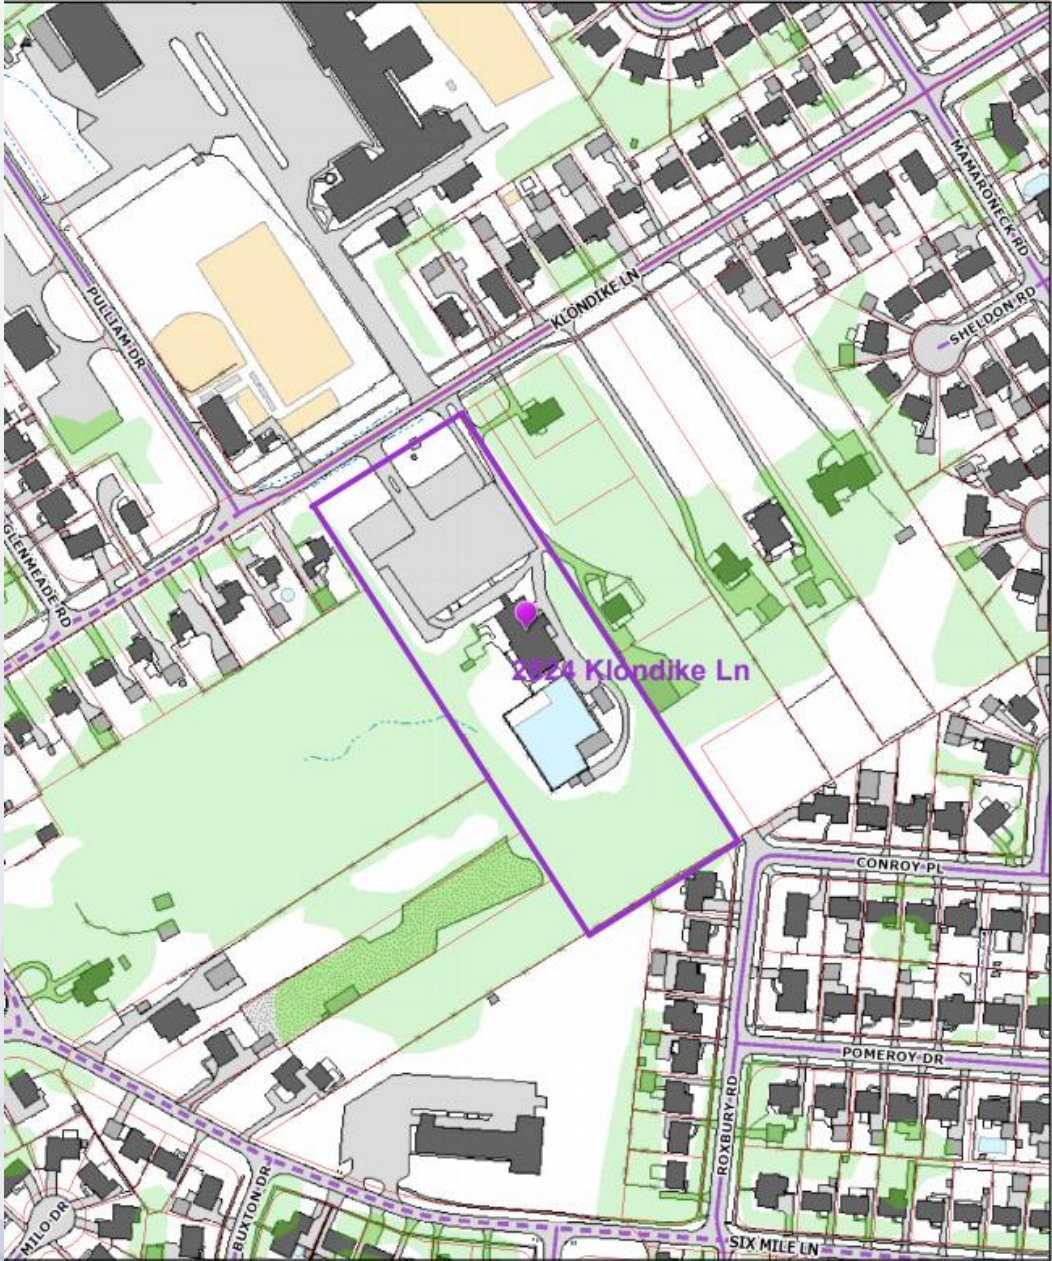 MAMARONECK RD
KLONDIKE LN
PULLIAM DR
SHELDON RD
GLENMEADE RD
2824 Klondike Ln
CONROY PL
POMEROY DR
ROXBURY RD
MILO DR
BUXTON DR
SIX MILE LN